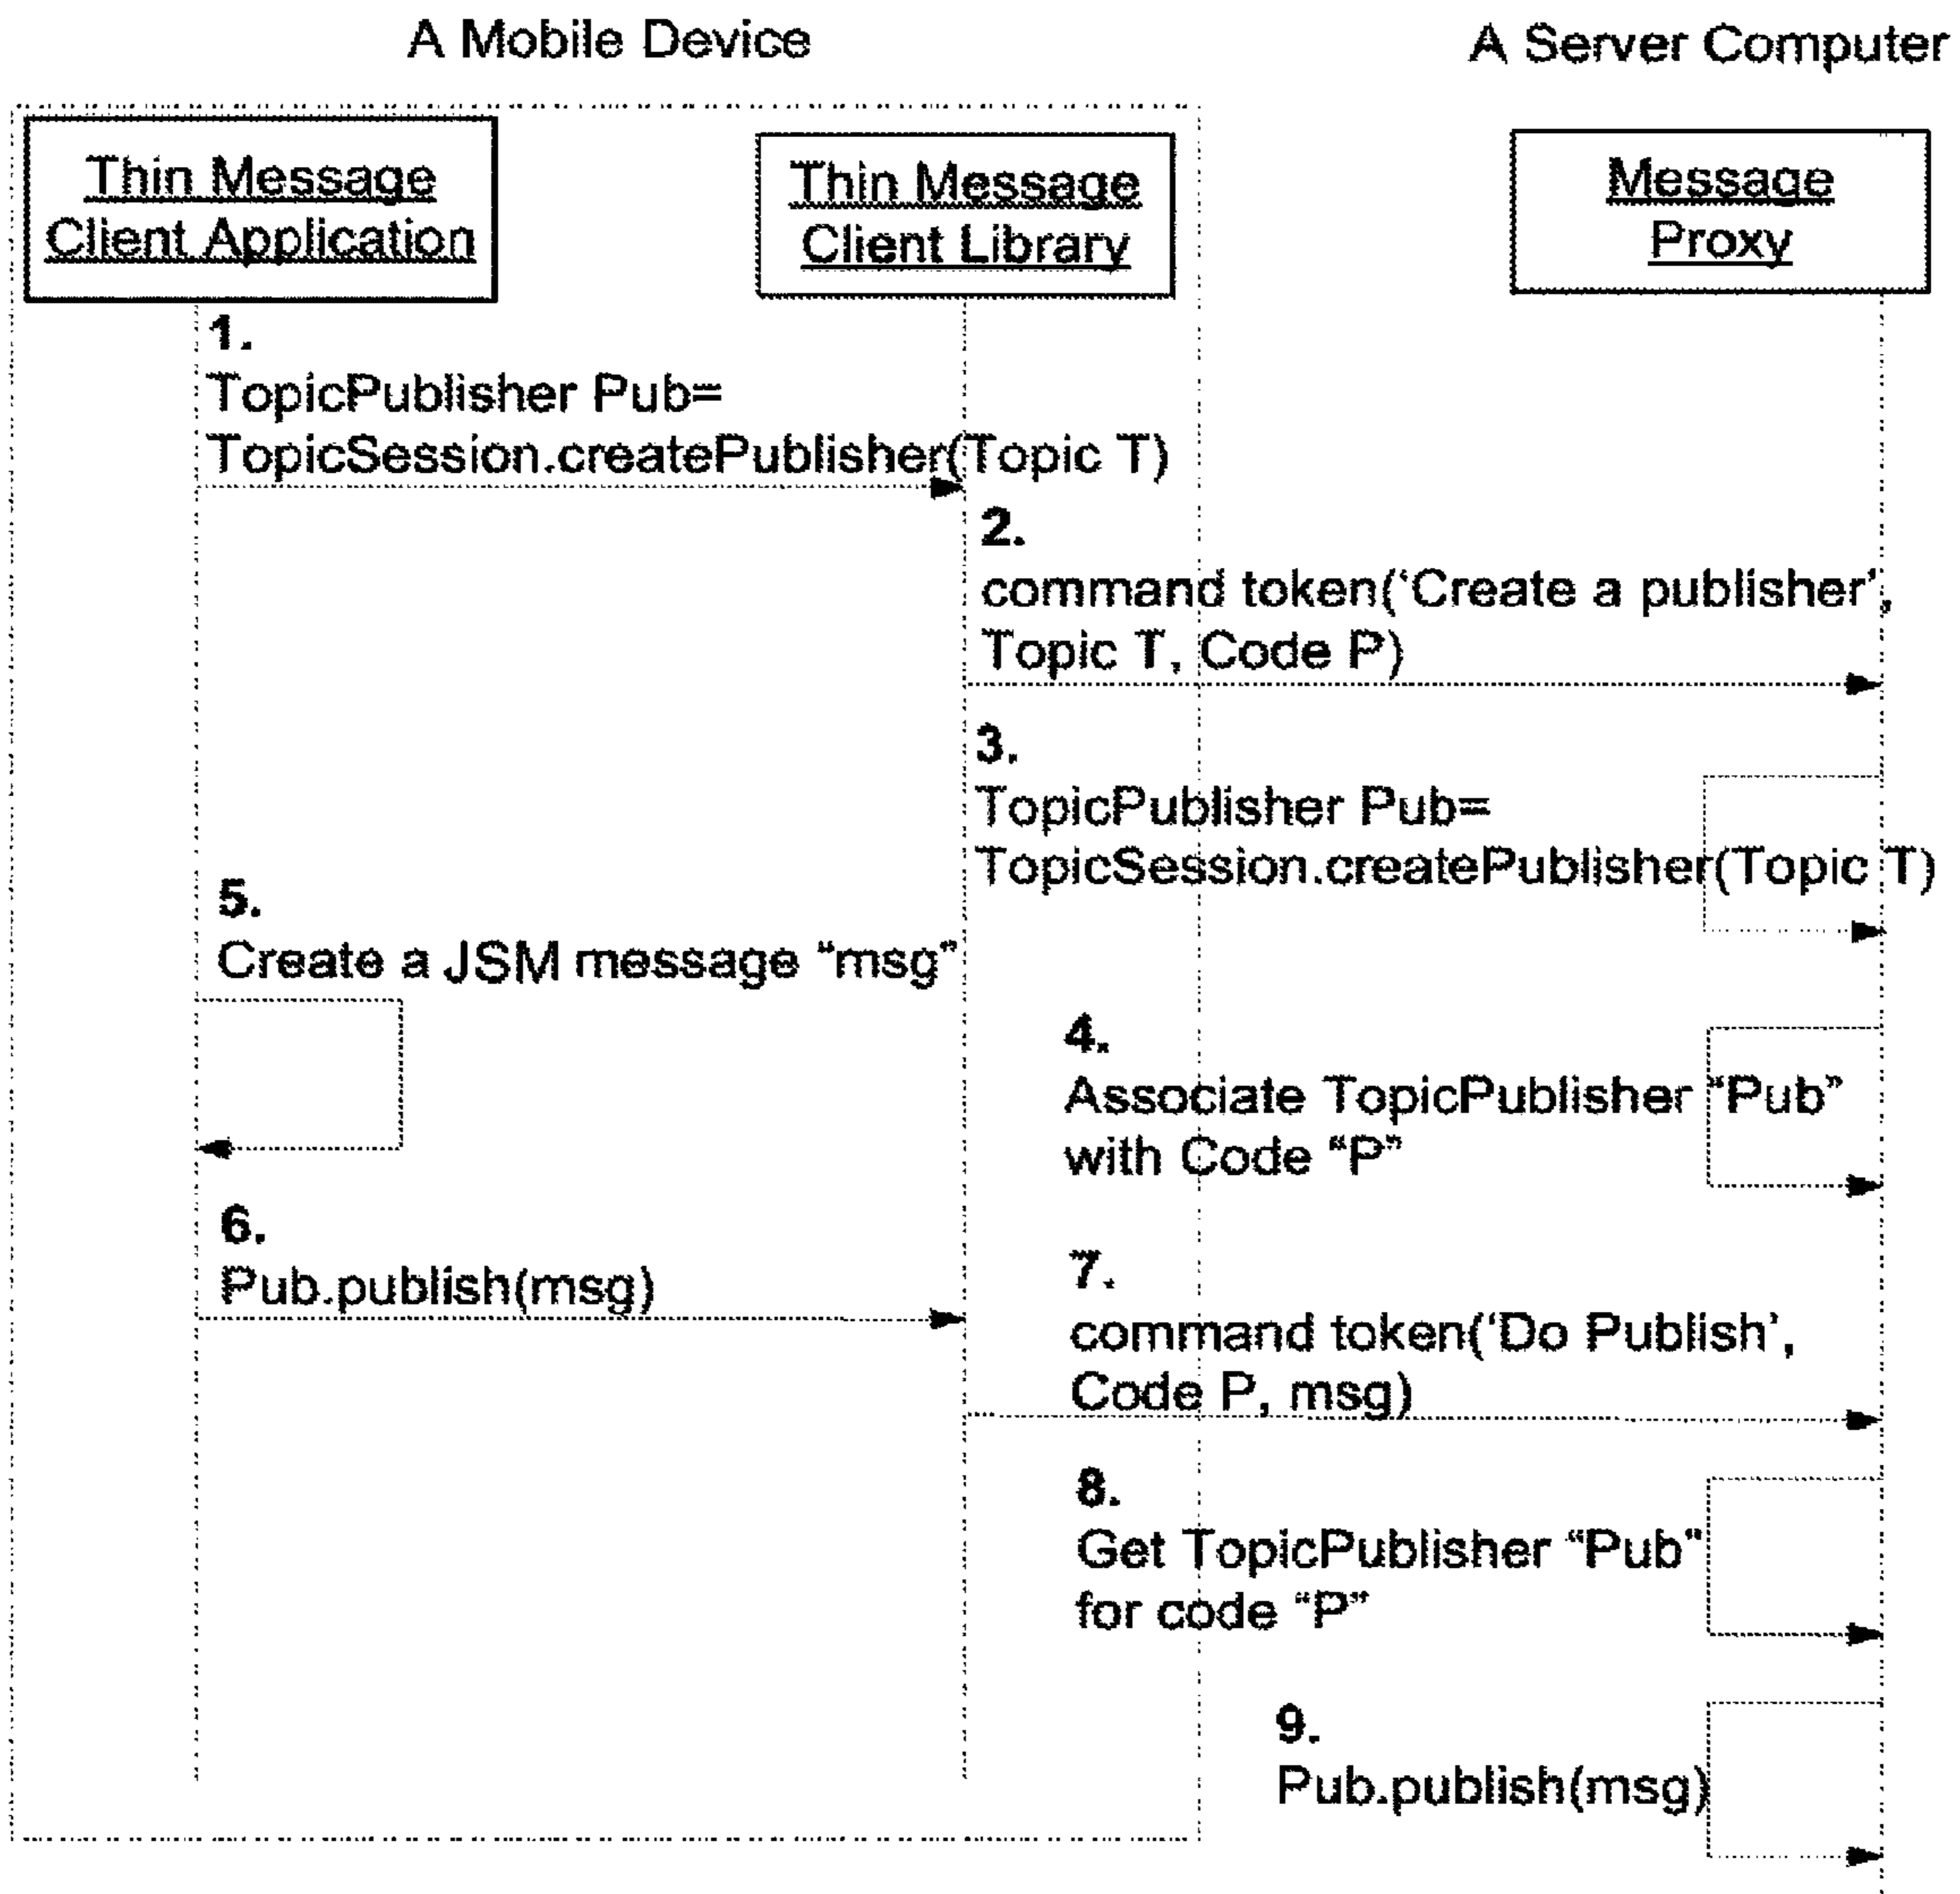 A Mobile Device
A Server Computer
Thin Message
Client Application
Thin Message
Client Library
Message
Proxy
1.
TopicPublisher Pub=
TopicSession.createPublisher(Topic T)
2.
command token(‘Create a publisher’,
Topic T, Code P)
3.
TopicPublisher Pub=
TopicSession.createPublisher(Topic T)
5.
Create a JSM message “msg”
4.
Associate TopicPublisher “Pub”
with Code “P”
6.
Pub.publish(msg)
7.
command token(‘Do Publish’,
Code P, msg)
8.
Get TopicPublisher “Pub”
for code “P”
9.
Pub.publish(msg)